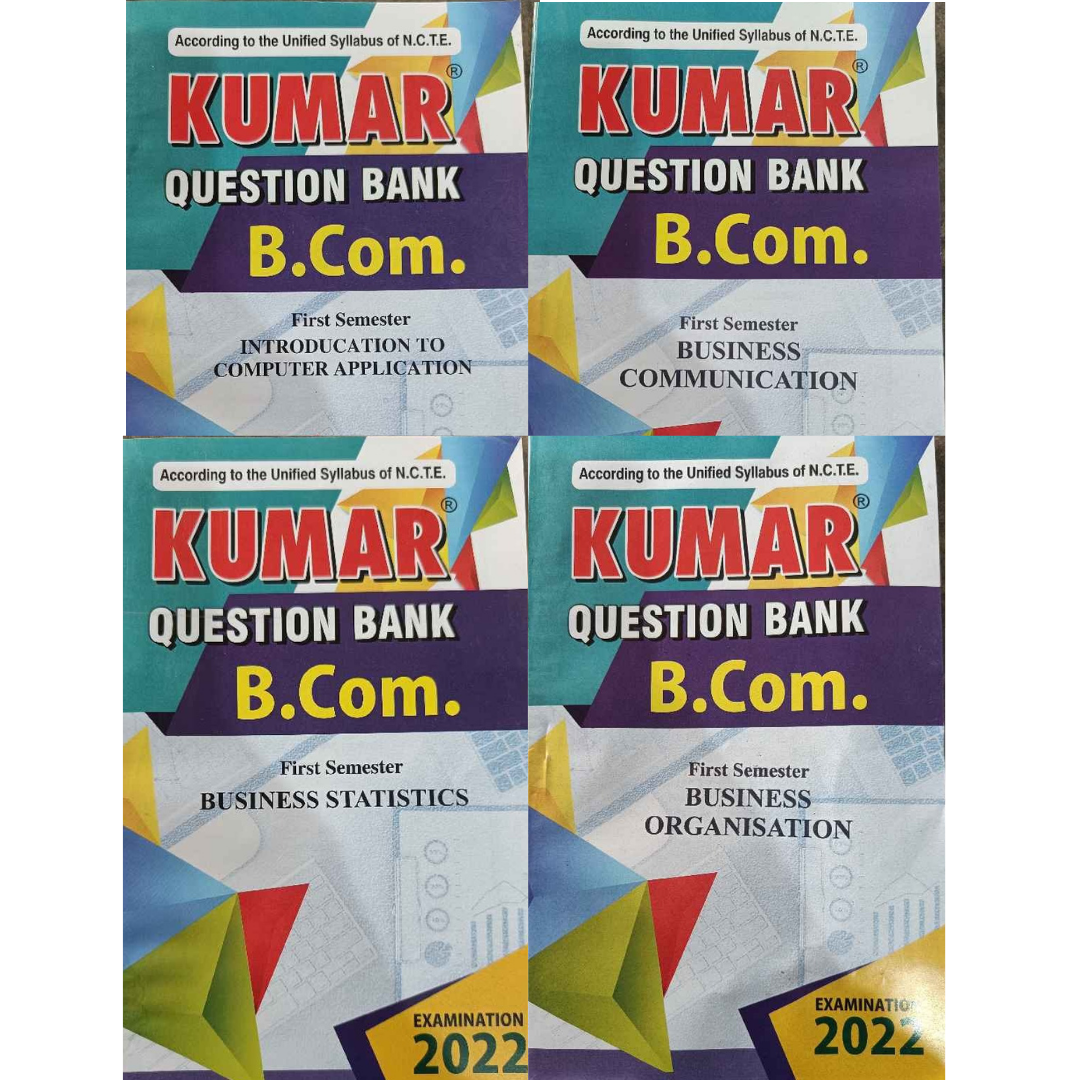 According to the Unified Syllabus of N.C.T.E.
KUMAR®
QUESTION BANK
B.Com.
First Semester
INTRODUCATION TO
COMPUTER APPLICATION
According to the Unified Syllabus of N.C.T.E.
KUMAR®
QUESTION BANK
B.Com.
First Semester
BUSINESS
COMMUNICATION
According to the Unified Syllabus of N.C.T.E.
KUMAR®
QUESTION BANK
B.Com.
First Semester
BUSINESS STATISTICS
EXAMINATION
2022
According to the Unified Syllabus of N.C.T.E.
KUMAR®
QUESTION BANK
B.Com.
First Semester
BUSINESS
ORGANISATION
EXAMINATIO
2022